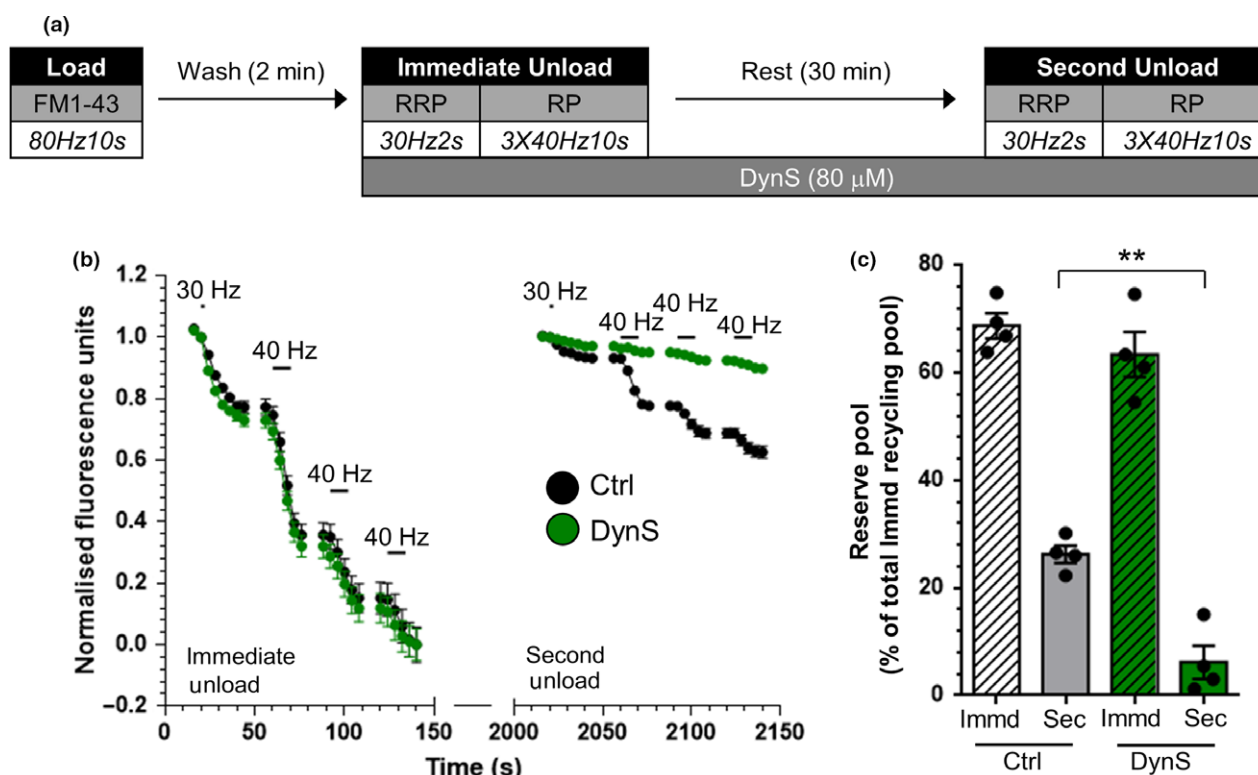 (a)
Load
FM1-43
80Hz10s
Wash (2 min)
Immediate Unload
RRP RP
30Hz2s 3X40Hz10s
Rest (30 min)
Second Unload
RRP RP
30Hz2s 3X40Hz10s
DynS (80 μM)
(b)
Normalised fluorescence units
1.2
1.0
0.8
0.6
0.4
0.2
0.0
–0.2
30 Hz
40 Hz
40 Hz
40 Hz
Immediate
unload
30 Hz
40 Hz
40 Hz
40 Hz
Ctrl
DynS
Second
unload
0 50 100 150 2000 2050 2100 2150
Time (s)
(c)
Reserve pool
(% of total Immd recycling pool)
80
60
40
20
0
**
Immd Sec Immd Sec
Ctrl DynS